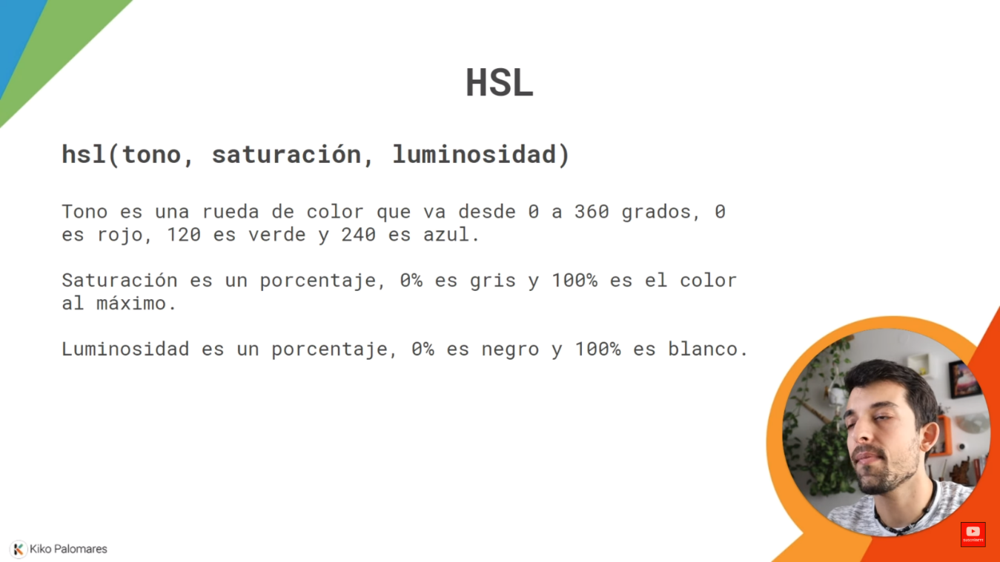 HSL
hsl(tono, saturación, luminosidad)
Tono es una rueda de color que va desde 0 a 360 grados, 0
es rojo, 120 es verde y 240 es azul.
Saturación es un porcentaje, 0% es gris y 100% es el color
al máximo.
Luminosidad es un porcentaje, 0% es negro y 100% es blanco.
SUSCRÍBETE
Kiko Palomares